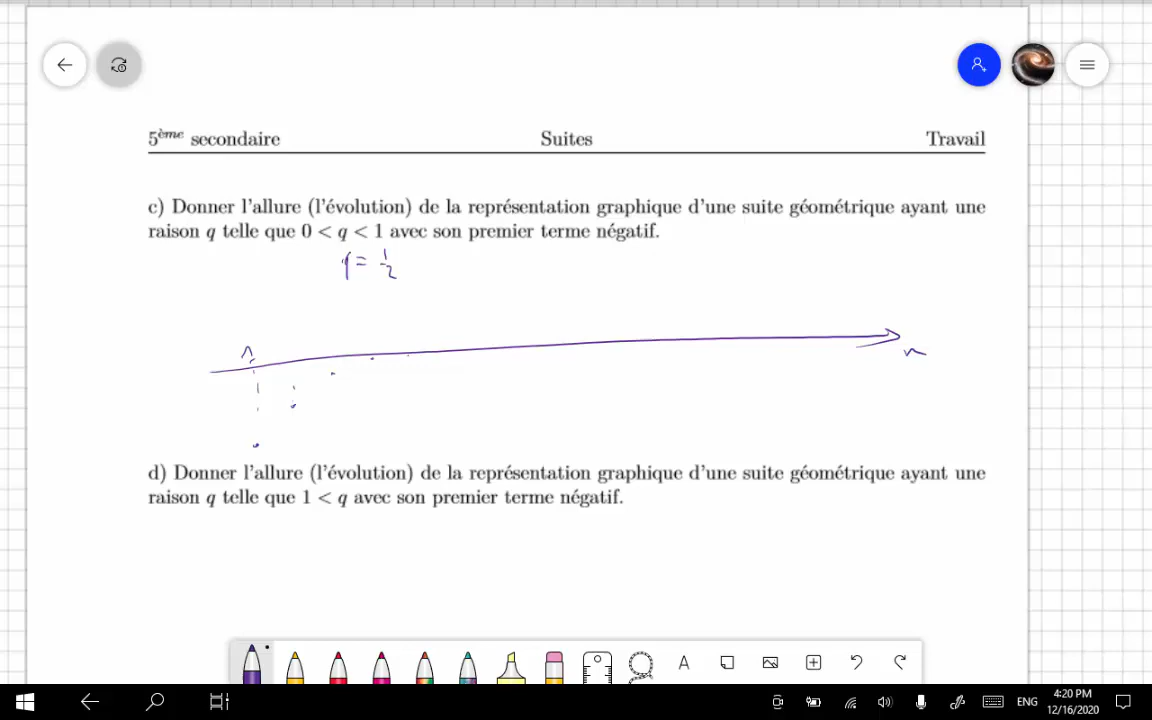 5ème secondaire Suites Travail
c) Donner l'allure (l'évolution) de la représentation graphique d'une suite géométrique ayant une
raison q telle que 0 < q < 1 avec son premier terme négatif.
q = 1/2
1
n
d) Donner l'allure (l'évolution) de la représentation graphique d'une suite géométrique ayant une
raison q telle que 1 < q avec son premier terme négatif.
A
ENG
4:20 PM
12/16/2020